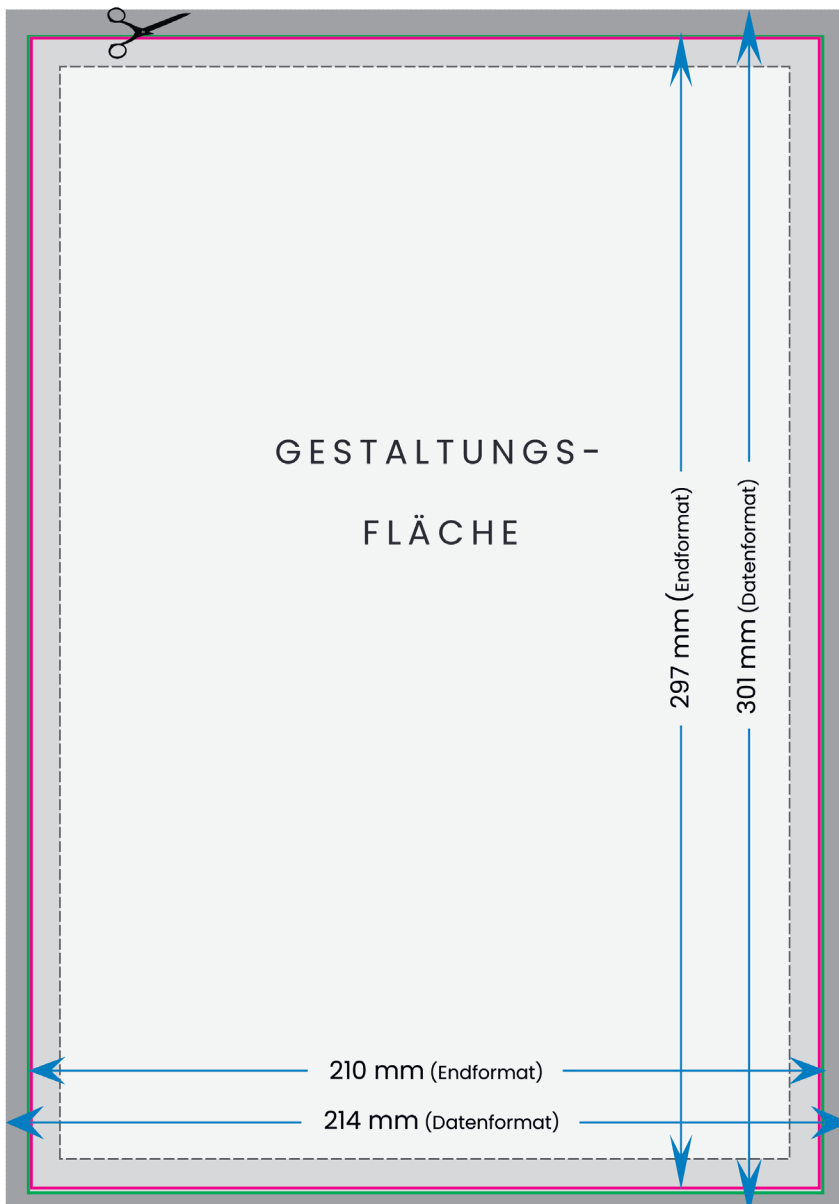 GESTALTUNGS-
FLÄCHE
297 mm (Endformat)
301 mm (Datenformat)
210 mm (Endformat)
214 mm (Datenformat)